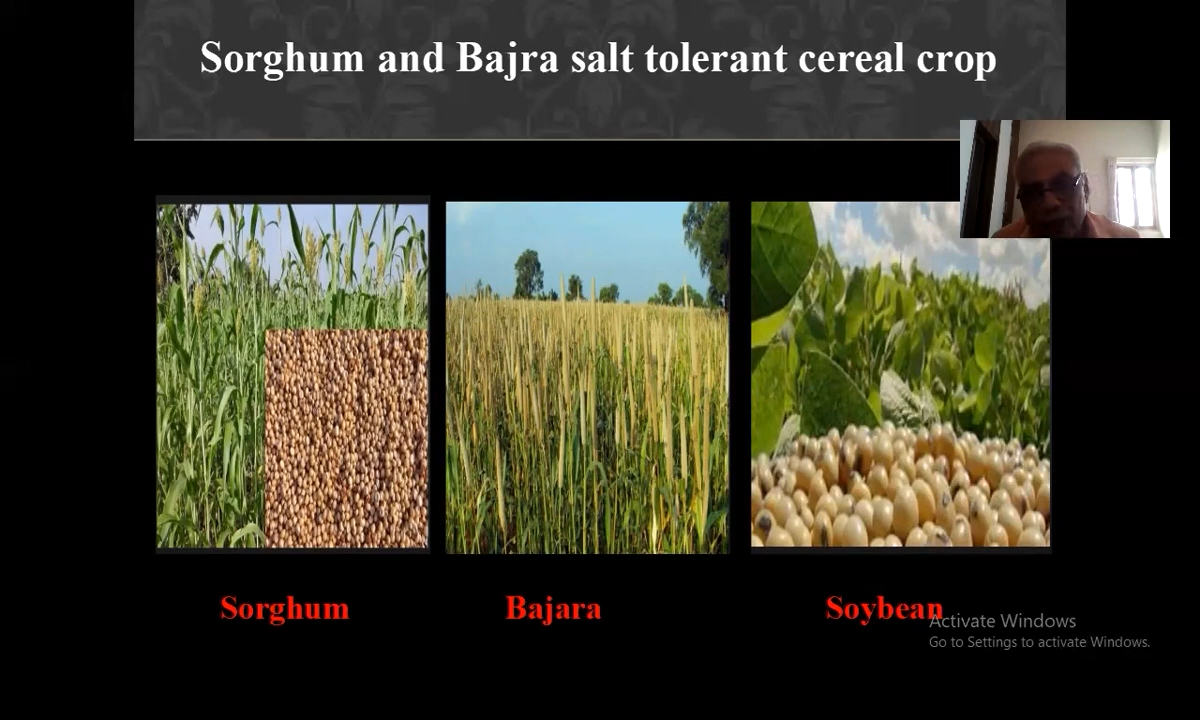 Sorghum and Bajra salt tolerant cereal crop
Sorghum
Bajara
Soybean
Activate Windows
Go to Settings to activate Windows.